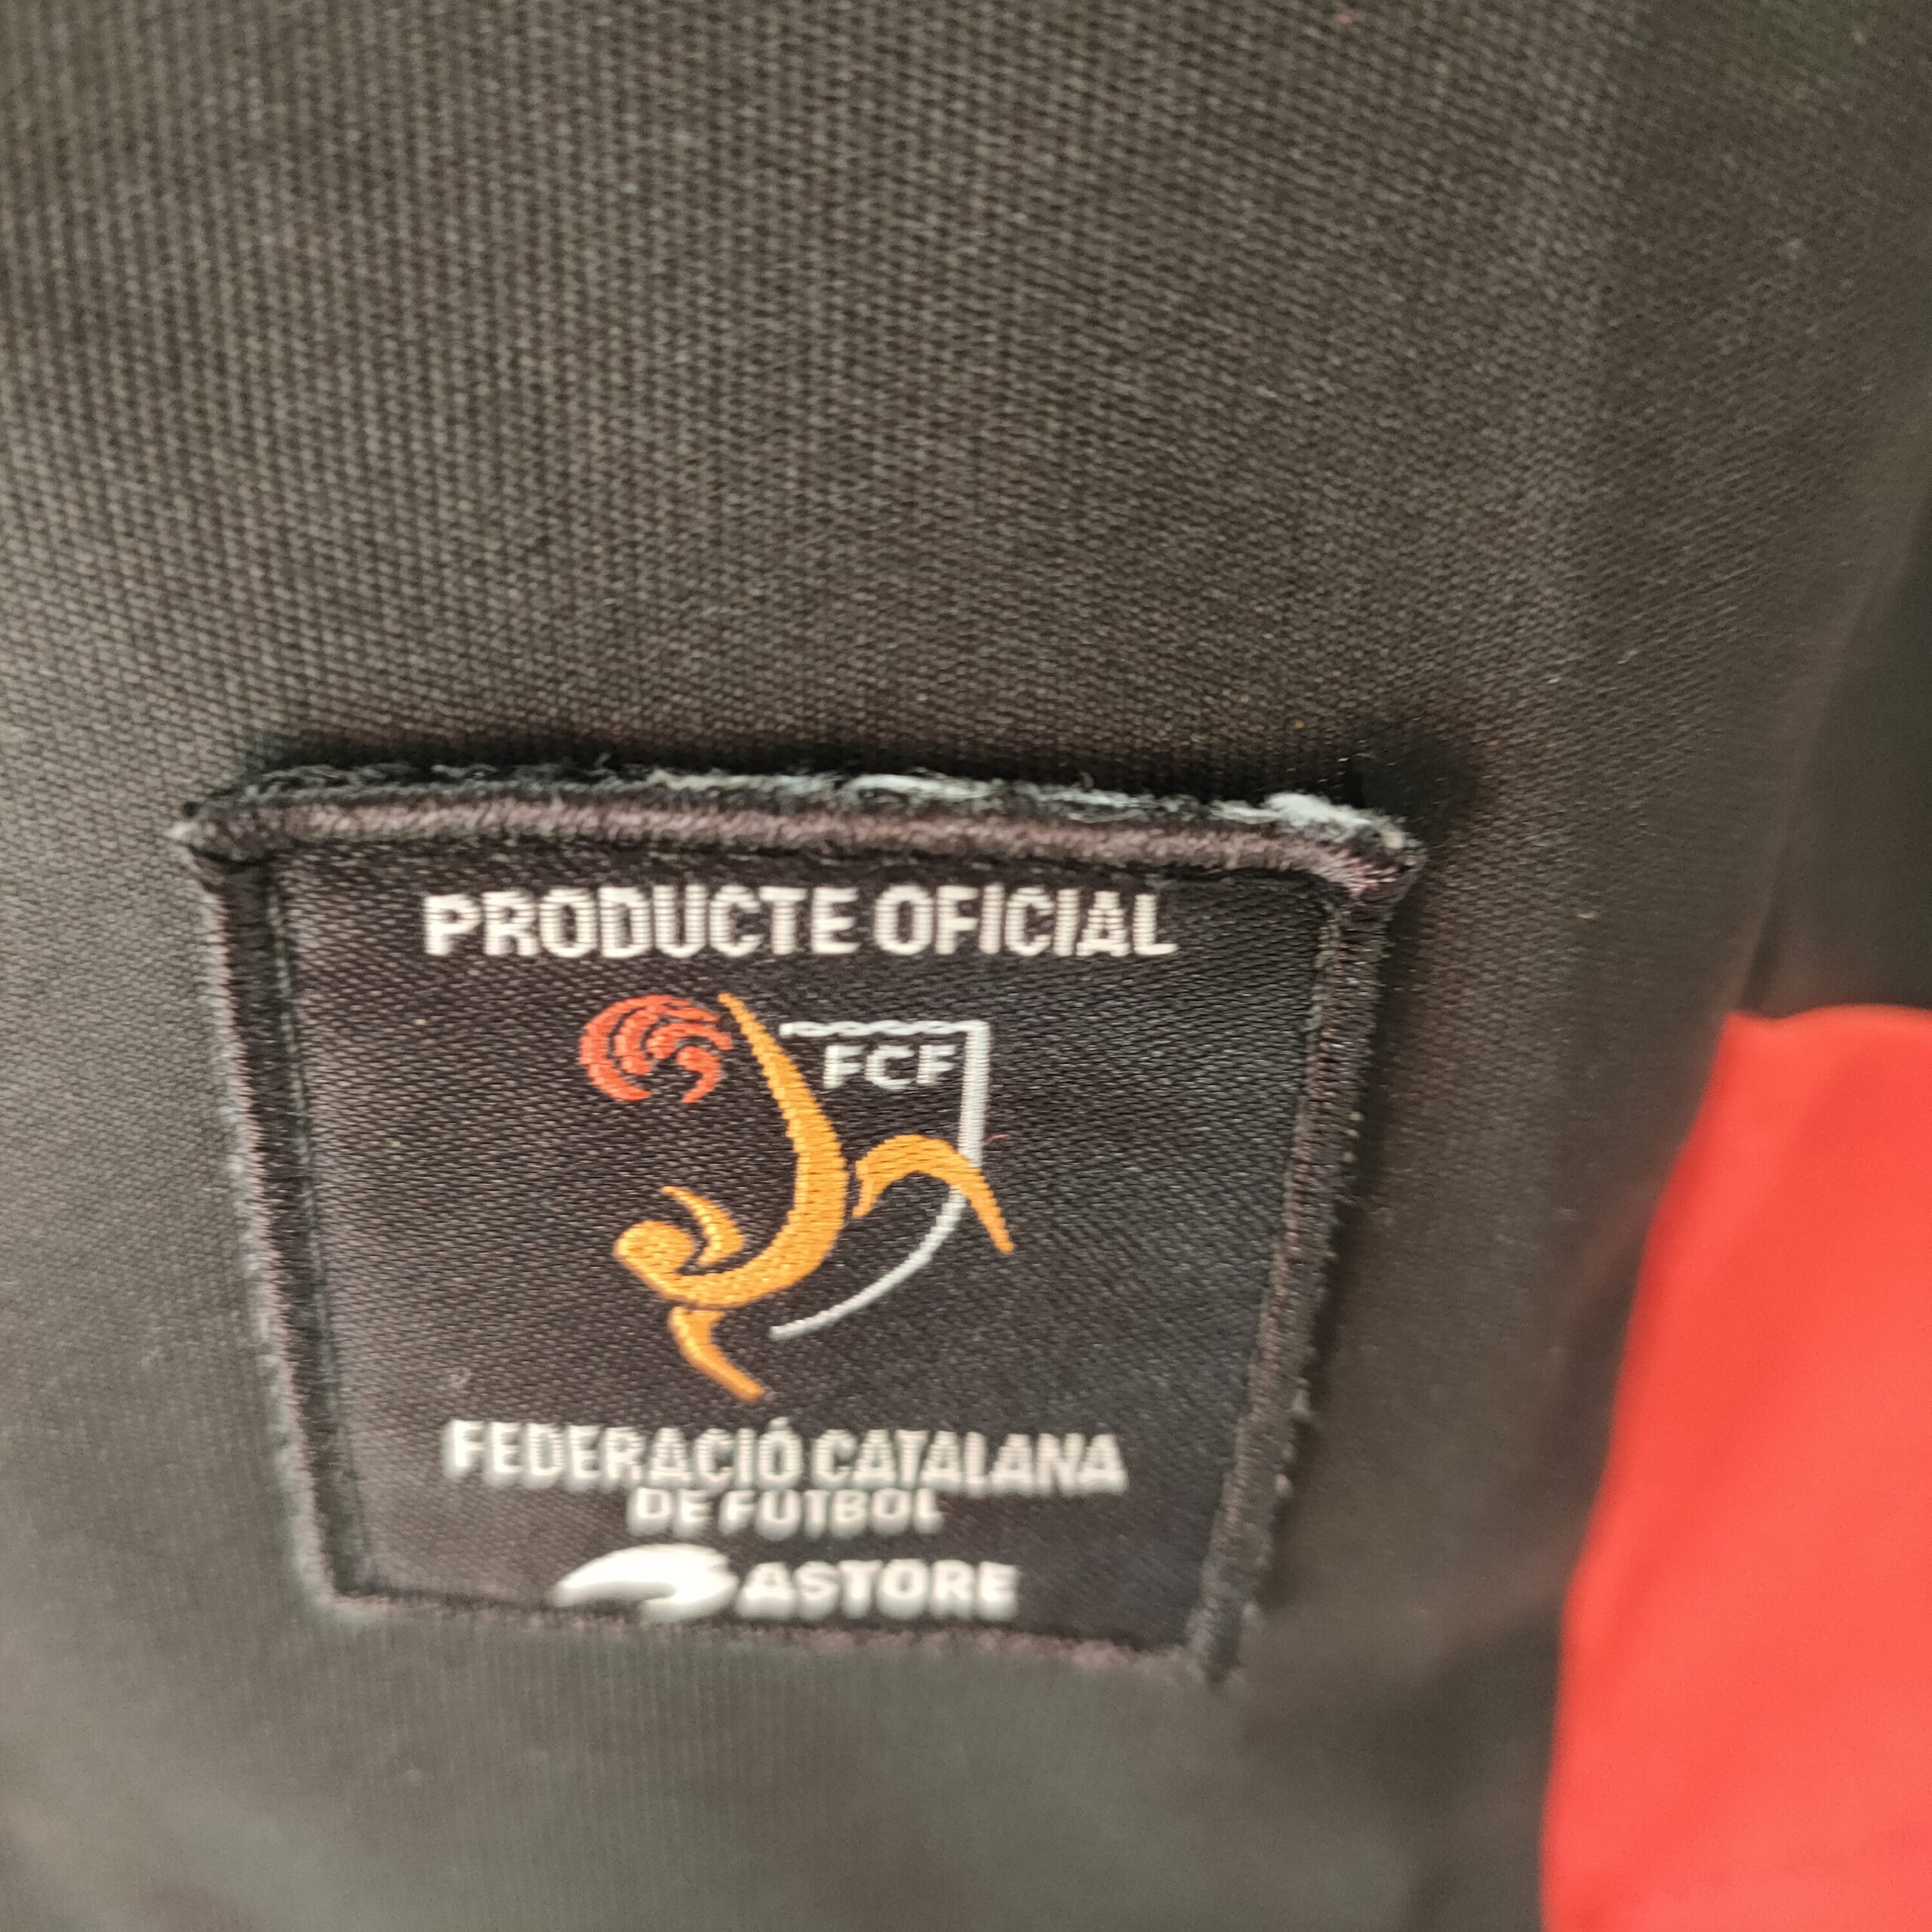 PRODUCTE OFICIAL
FCF
FEDERACIÓ CATALANA
DE FUTBOL
ASTORE